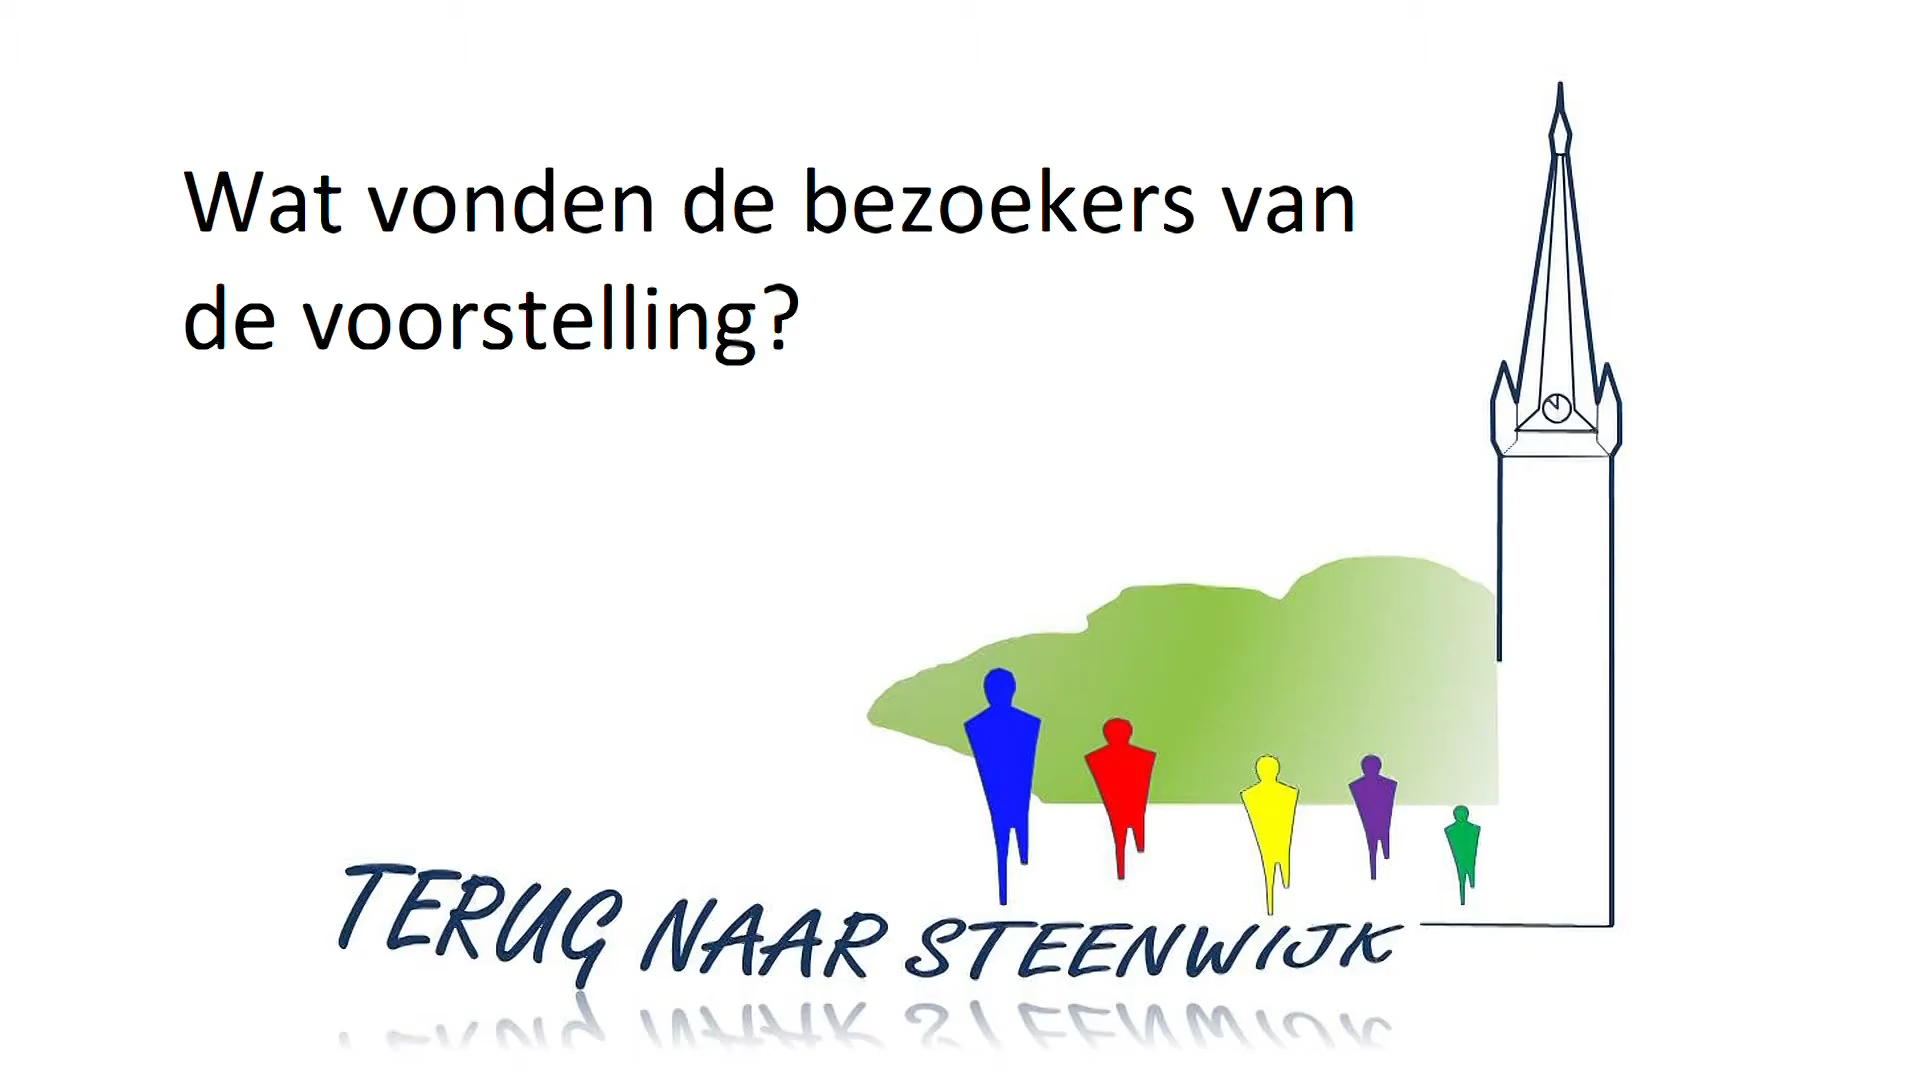 Wat vonden de bezoekers van
de voorstelling?
TERUG NAAR STEENWIJK